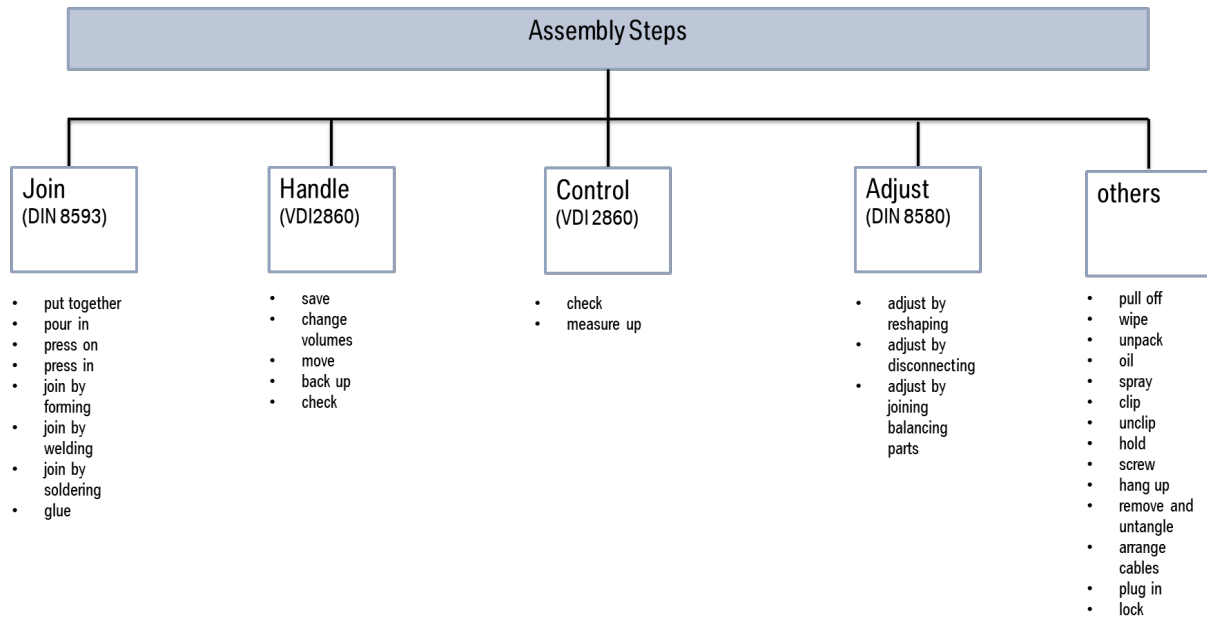 Assembly Steps
Join
(DIN 8593)
• put together
• pour in
• press on
• press in
• join by
forming
• join by
welding
• join by
soldering
• glue
Handle
(VDI2860)
• save
• change
volumes
• move
• back up
• check
Control
(VDI 2860)
• check
• measure up
Adjust
(DIN 8580)
• adjust by
reshaping
• adjust by
disconnecting
• adjust by
joining
balancing
parts
others
• pull off
• wipe
• unpack
• oil
• spray
• clip
• unclip
• hold
• screw
• hang up
• remove and
untangle
• arrange
cables
• plug in
• lock